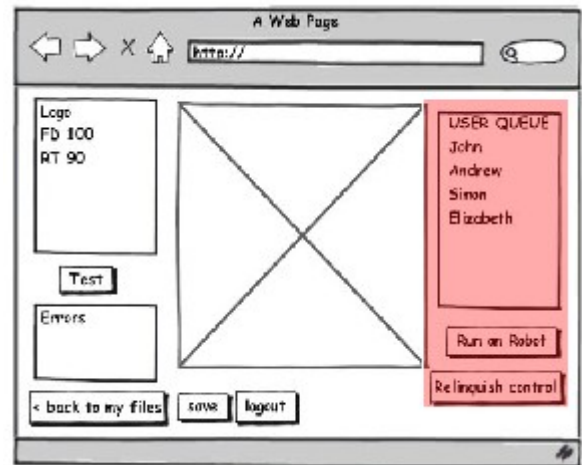 A Web Page
http://
Logo
FD 100
RT 90
Test
Errors
< back to my files
save
logout
USER QUEUE
John
Andrew
Simon
Elizabeth
Run on Robot
Relinquish control